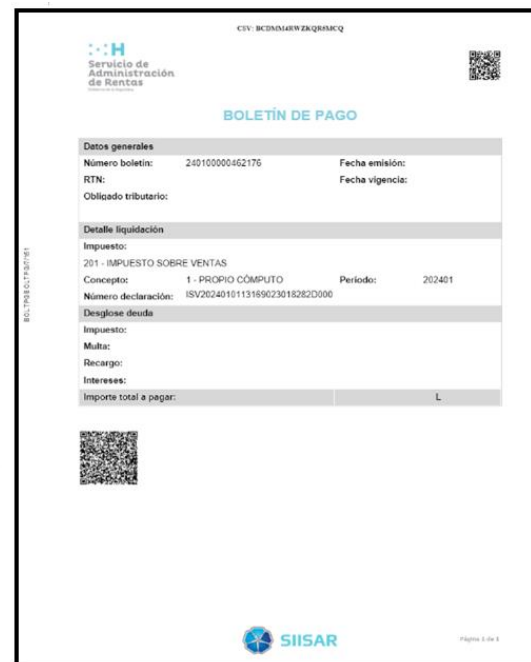 CSV: BCDMM4RWZKQR8MCQ
H
Servicio de
Administración
de Rentas
BOLETÍN DE PAGO
Datos generales
Número boletín: 240100000462176 Fecha emisión:
RTN: Fecha vigencia:
Obligado tributario:
Detalle liquidación
Impuesto:
201 - IMPUESTO SOBRE VENTAS
Concepto: 1 - PROPIO CÓMPUTO Período: 202401
Número declaración: ISV2024010113169023018282D000
Desglose deuda
Impuesto:
Multa:
Recargo:
Intereses:
Importe total a pagar: L
SIISAR
Página 1 de 1